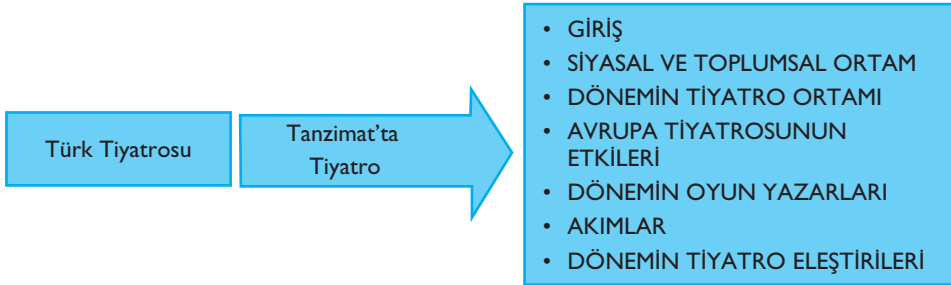 Türk Tiyatrosu
Tanzimat’ta
Tiyatro
• GİRİŞ
• SİYASAL VE TOPLUMSAL ORTAM
• DÖNEMİN TİYATRO ORTAMI
• AVRUPA TİYATROSUNUN
ETKİLERİ
• DÖNEMİN OYUN YAZARLARI
• AKIMLAR
• DÖNEMİN TİYATRO ELEŞTİRİLERİ